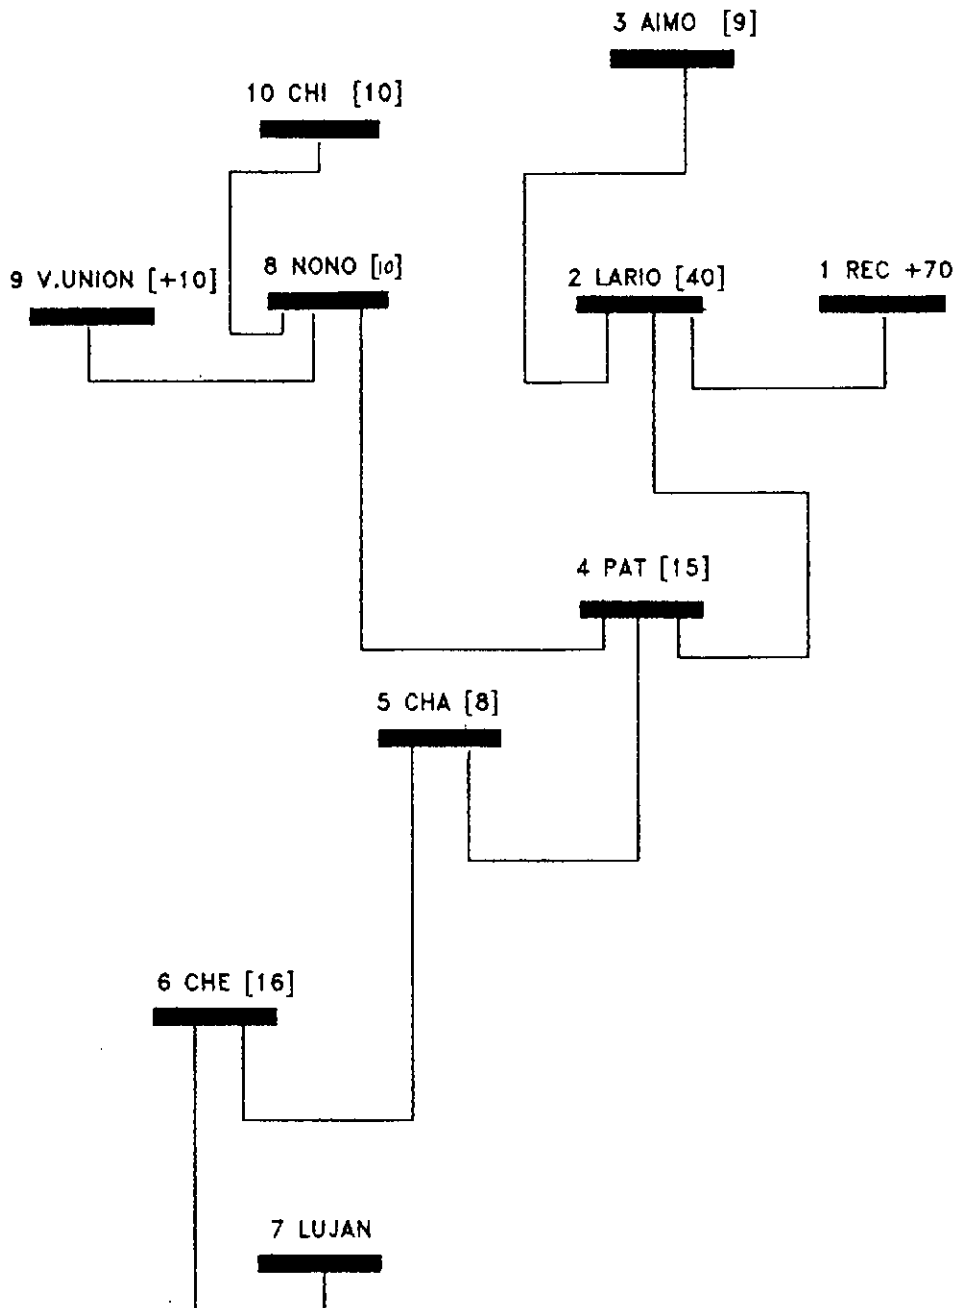 3 AIMO [9]
10 CHI [10]
9 V.UNION [+10]
8 NONO [10]
2 LARIO [40]
1 REC +70
4 PAT [15]
5 CHA [8]
6 CHE [16]
7 LUJAN